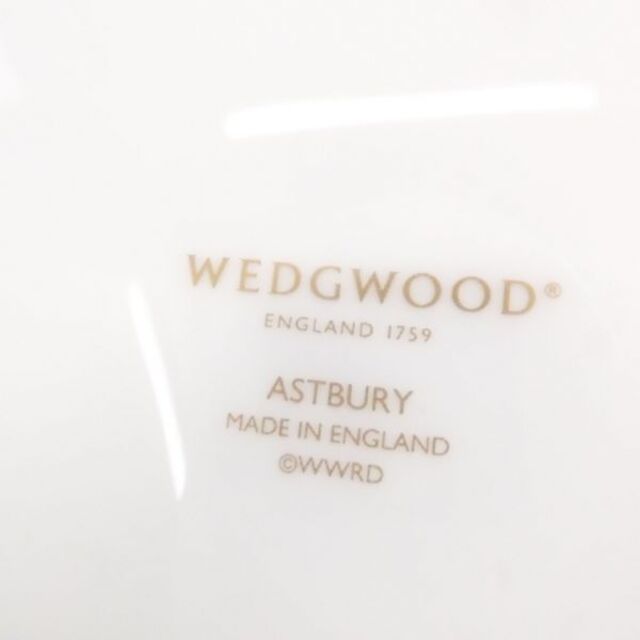 WEDGWOOD®
ENGLAND 1759
ASTBURY
MADE IN ENGLAND
©WWRD